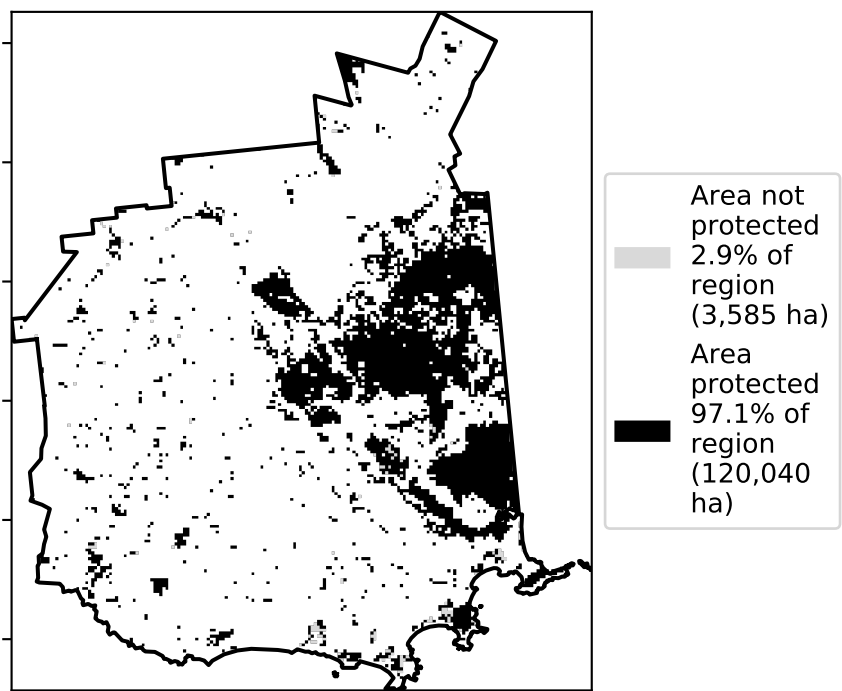 Area not
protected
2.9% of
region
(3,585 ha)
Area
protected
97.1% of
region
(120,040
ha)